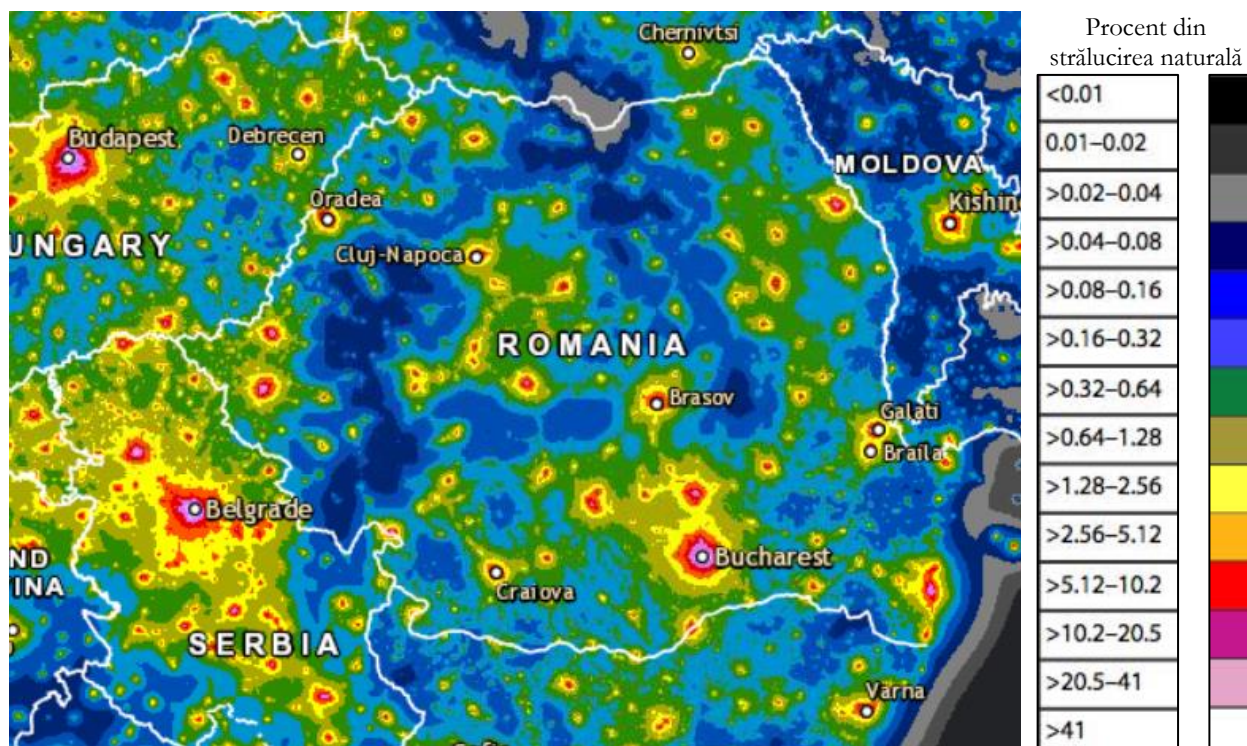 Chernivtsi
Budapest
Debrecen
MOLDOVA
Oradea
Kishin
UNGARY
Cluj-Napoca
ROMANIA
Brasov
Galati
Braila
Belgrade
Bucharest
ND
INA
Craiova
SERBIA
Varna
Procent din
strălucirea naturală
<0.01
0.01–0.02
>0.02–0.04
>0.04–0.08
>0.08–0.16
>0.16–0.32
>0.32–0.64
>0.64–1.28
>1.28–2.56
>2.56–5.12
>5.12–10.2
>10.2–20.5
>20.5–41
>41